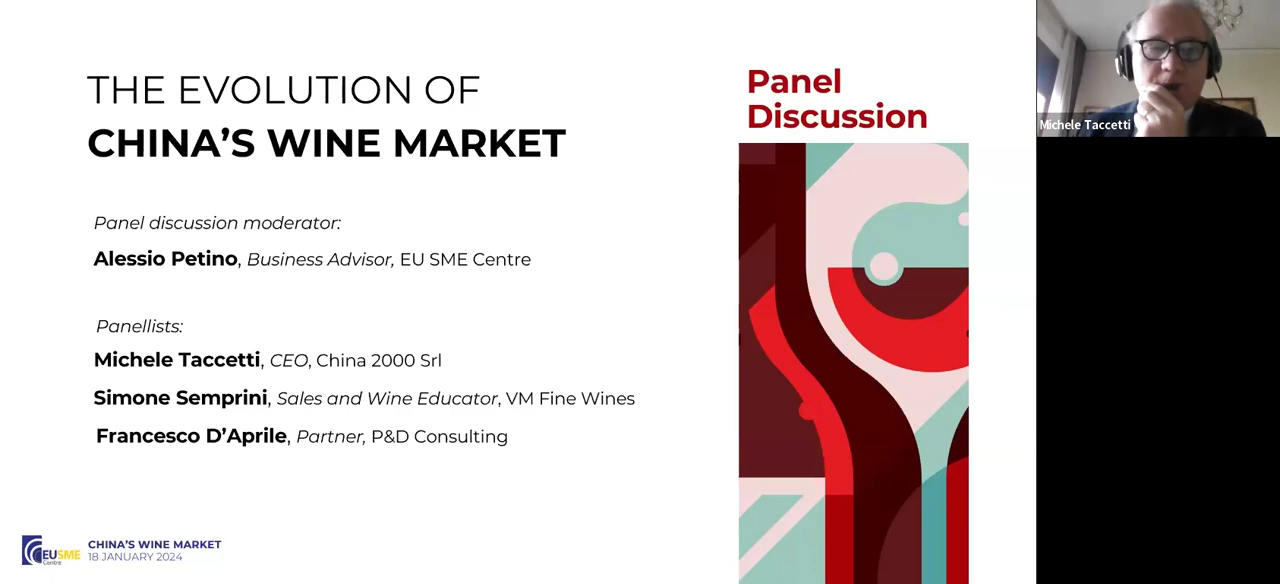 THE EVOLUTION OF
CHINA'S WINE MARKET
Panel discussion moderator:
Alessio Petino, Business Advisor, EU SME Centre
Panellists:
Michele Taccetti, CEO, China 2000 Srl
Simone Semprini, Sales and Wine Educator, VM Fine Wines
Francesco D'Aprile, Partner, P&D Consulting
Panel
Discussion
Michele Taccetti
EUSME
Centre
CHINA'S WINE MARKET
18 JANUARY 2024